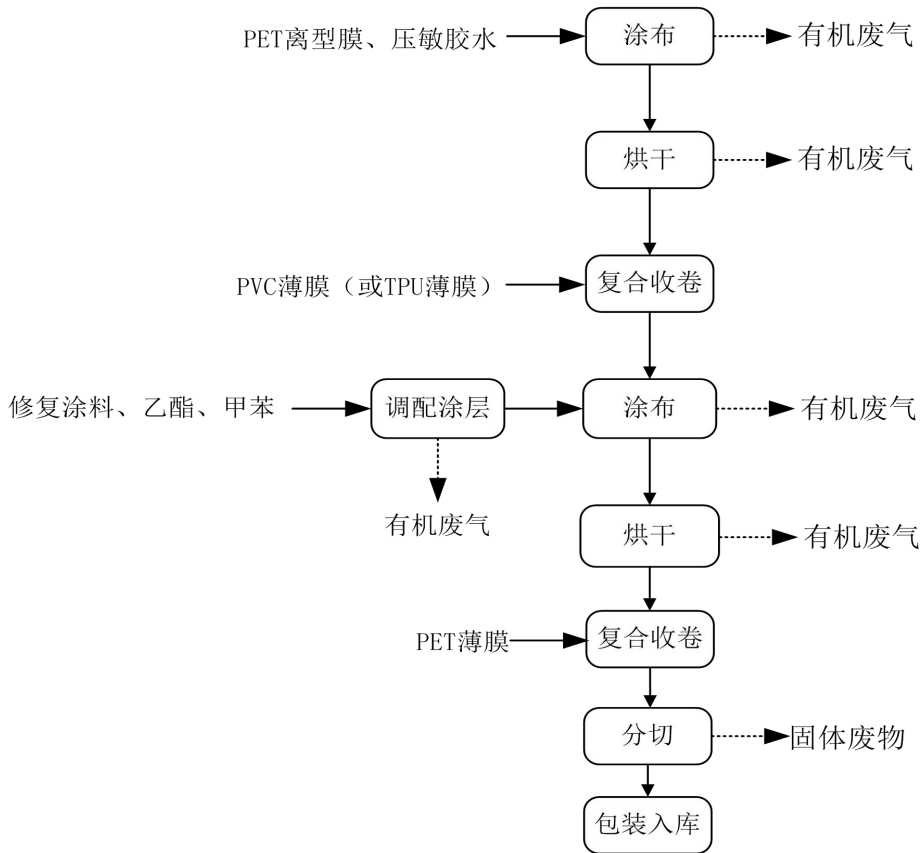 PET离型膜、压敏胶水
涂布
有机废气
烘干
有机废气
PVC薄膜（或TPU薄膜）
复合收卷
修复涂料、乙酯、甲苯
调配涂层
涂布
有机废气
有机废气
烘干
有机废气
PET薄膜
复合收卷
分切
固体废物
包装入库